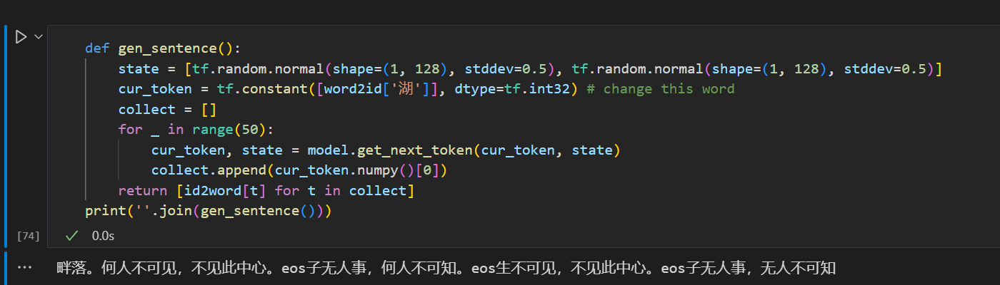 def gen_sentence():
    state = [tf.random.normal(shape=(1, 128), stddev=0.5), tf.random.normal(shape=(1, 128), stddev=0.5)]
    cur_token = tf.constant([word2id['湖']], dtype=tf.int32) # change this word
    collect = []
    for _ in range(50):
        cur_token, state = model.get_next_token(cur_token, state)
        collect.append(cur_token.numpy()[0])
    return [id2word[t] for t in collect]
print(''.join(gen_sentence()))
[74] 0.0s
畔落。何人不可见，不见此中心。eos子无人事，何人不可知。eos生不可见，不见此中心。eos子无人事，无人不可知